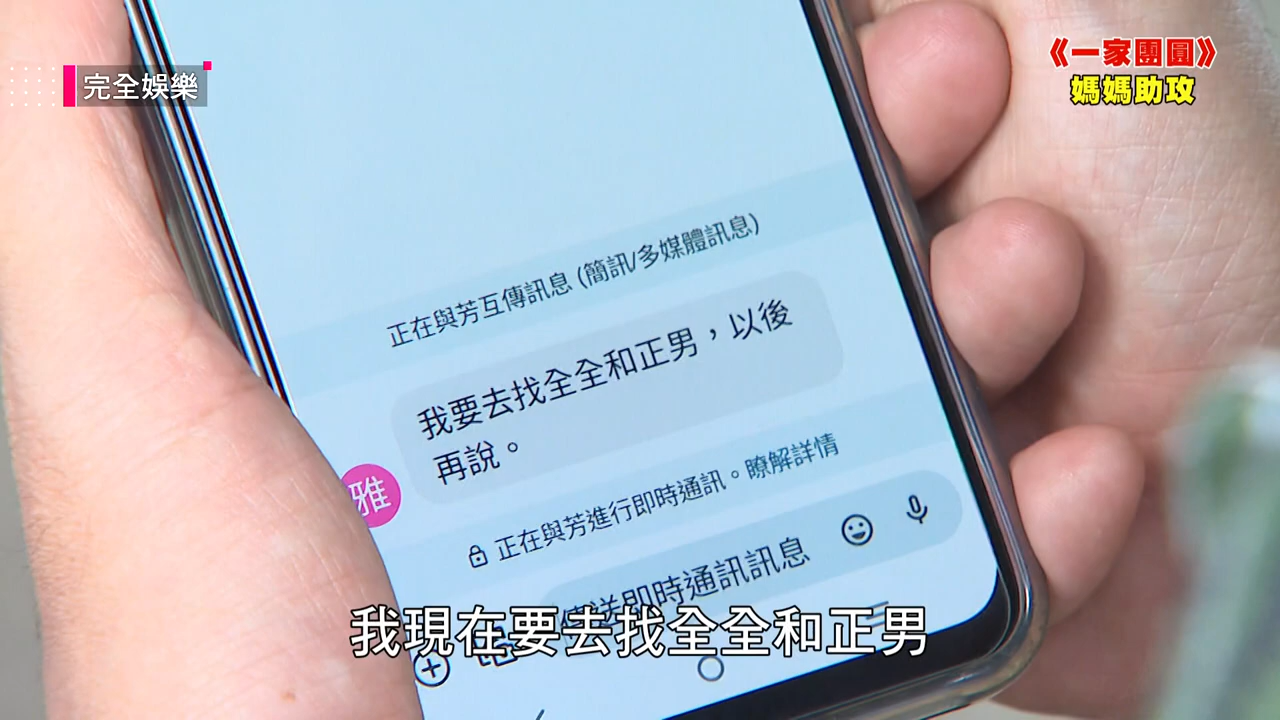 完全娛樂
《一家團圓》
媽媽助攻
正在與芳互傳訊息 (簡訊/多媒體訊息)
我要去找全全和正男，以後
再說。
雅
正在與芳進行即時通訊。瞭解詳情
傳送即時通訊訊息
我現在要去找全全和正男